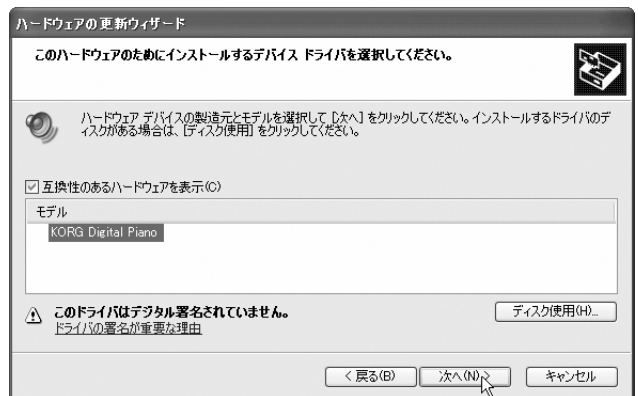 ハードウェアの更新ウィザード
このハードウェアのためにインストールするデバイス ドライバを選択してください。
ハードウェア デバイスの製造元とモデルを選択して [次へ] をクリックしてください。インストールするドライバのデ
ィスクがある場合は、[ディスク使用] をクリックしてください。
互換性のあるハードウェアを表示(C)
モデル
KORG Digital Piano
このドライバはデジタル署名されていません。
ドライバの署名が重要な理由
ディスク使用(H)...
< 戻る(B)
次へ(N) >
キャンセル